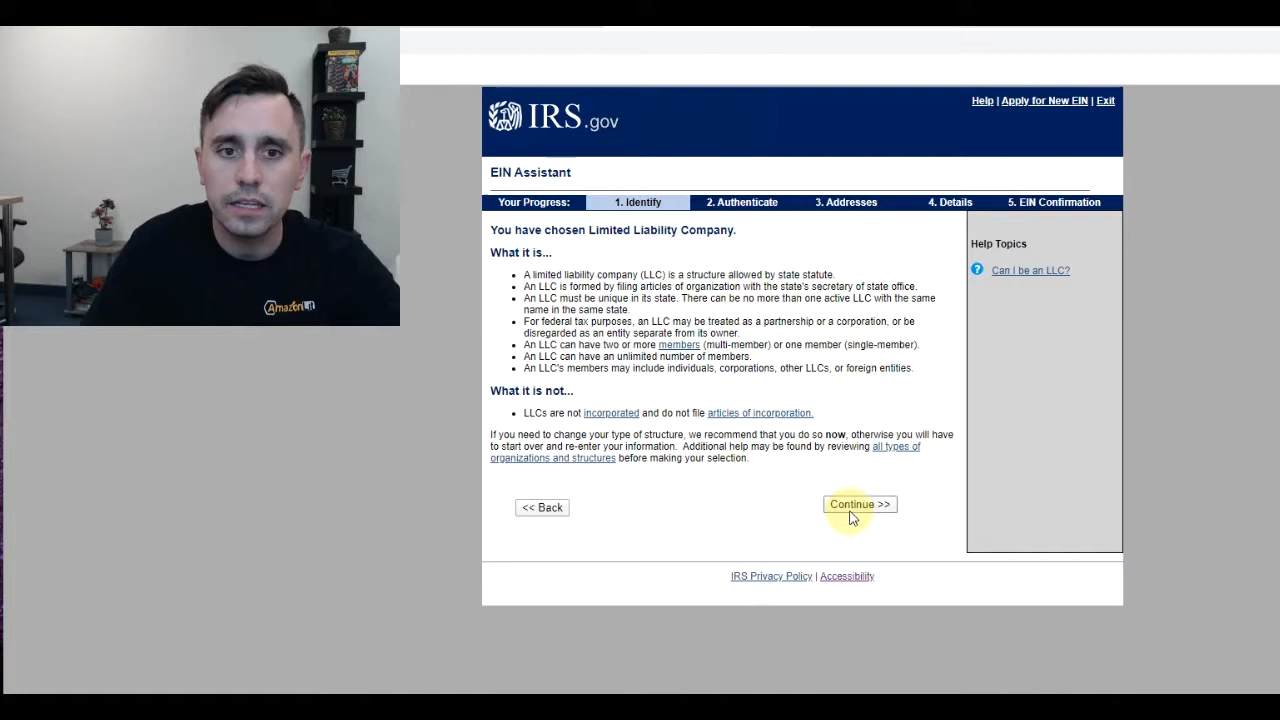 IRS.gov
Help | Apply for New EIN | Exit
EIN Assistant
Your Progress: 1. Identify 2. Authenticate 3. Addresses 4. Details 5. EIN Confirmation
You have chosen Limited Liability Company.
What it is...
• A limited liability company (LLC) is a structure allowed by state statute.
• An LLC is formed by filing articles of organization with the state's secretary of state office.
• An LLC must be unique in its state. There can be no more than one active LLC with the same
name in the same state.
• For federal tax purposes, an LLC may be treated as a partnership or a corporation, or be
disregarded as an entity separate from its owner.
• An LLC can have two or more members (multi-member) or one member (single-member).
• An LLC can have an unlimited number of members.
• An LLC's members may include individuals, corporations, other LLCs, or foreign entities.
What it is not...
• LLCs are not incorporated and do not file articles of incorporation.
If you need to change your type of structure, we recommend that you do so now, otherwise you will have
to start over and re-enter your information. Additional help may be found by reviewing all types of
organizations and structures before making your selection.
<< Back
Continue >>
Help Topics
? Can I be an LLC?
IRS Privacy Policy | Accessibility